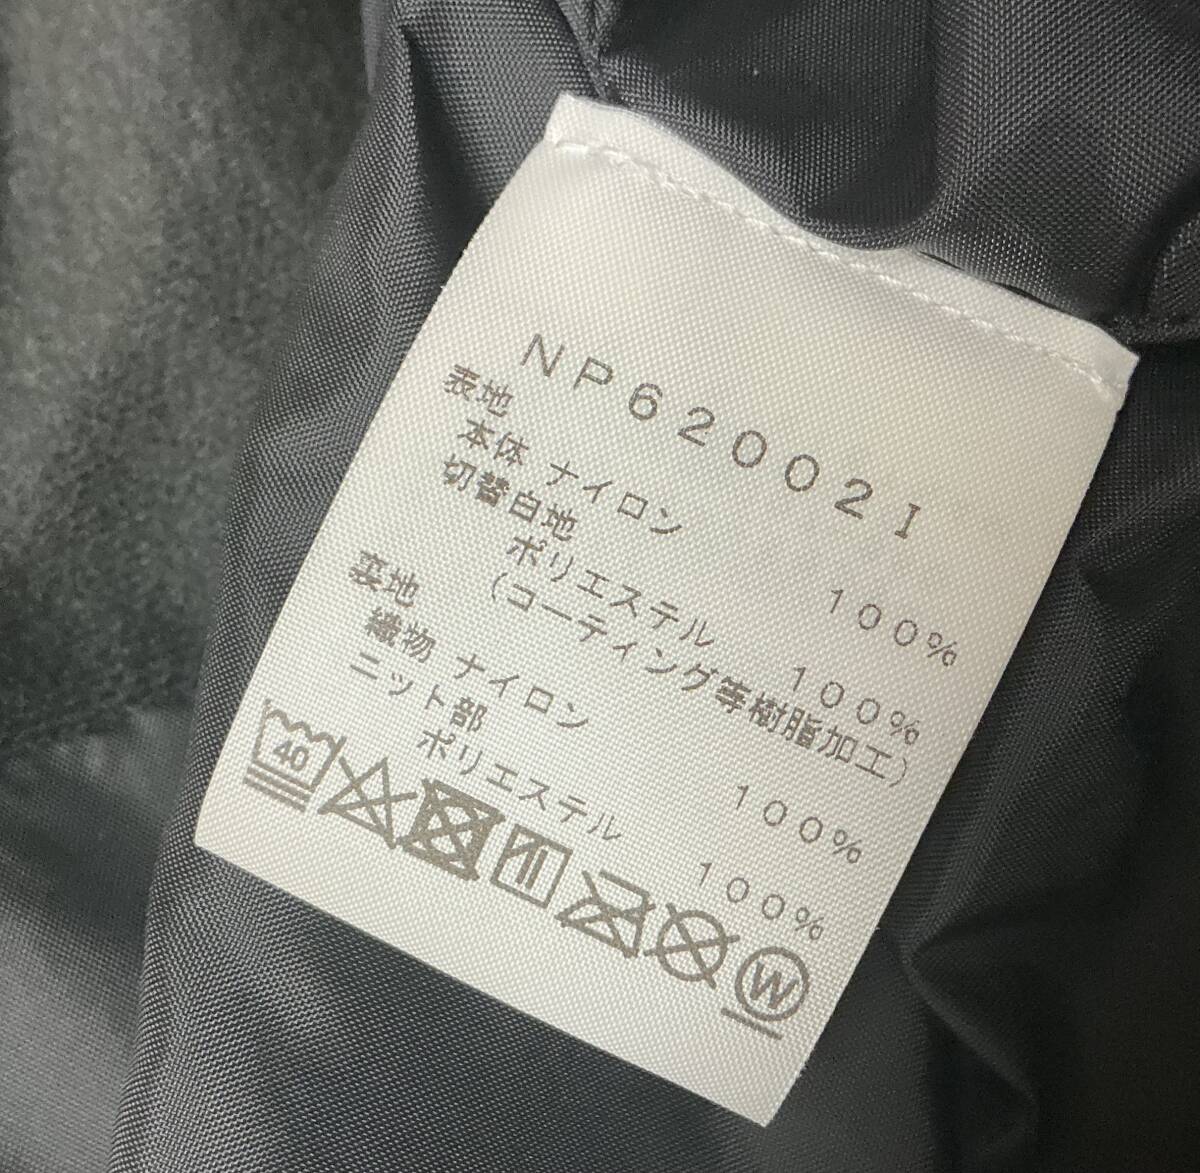 NP62002I
表地
本体 ナイロン 100%
切替白地
ポリエステル 100%
(コーティング等樹脂加工)
裏地
織物 ナイロン 100%
ニット部
ポリエステル 100%
40
W